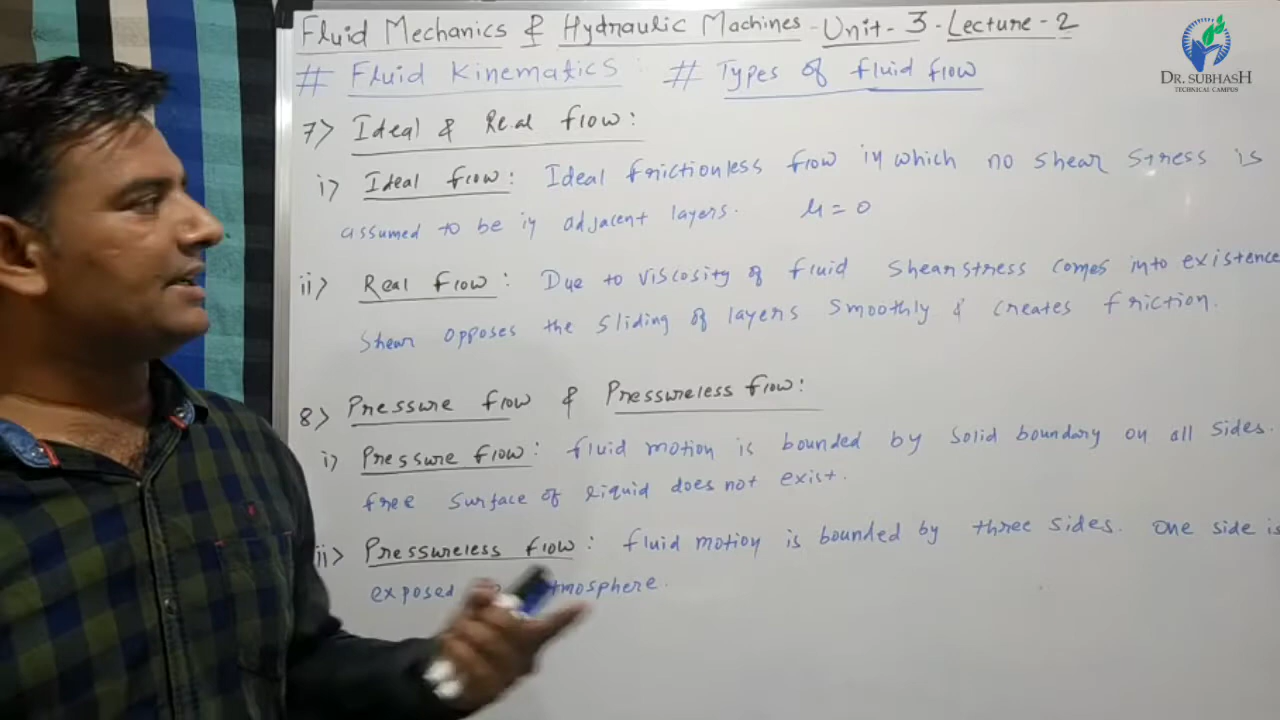 Fluid Mechanics & Hydraulic Machines - Unit - 3 - Lecture - 2
DR. SUBHASH
TECHNICAL CAMPUS
# Fluid Kinematics : # Types of fluid flow
7> Ideal & Real flow :
i> Ideal flow : Ideal frictionless flow in which no shear stress is
assumed to be in adjacent layers. μ = 0
ii> Real flow : Due to viscosity of fluid shear stress comes into existence
Shear opposes the sliding of layers smoothly & creates friction.
8> Pressure flow & Pressureless flow :
i> Pressure flow : fluid motion is bounded by solid boundary on all sides.
free surface of liquid does not exist.
ii> Pressureless flow : fluid motion is bounded by three sides. One side is
exposed atmosphere.